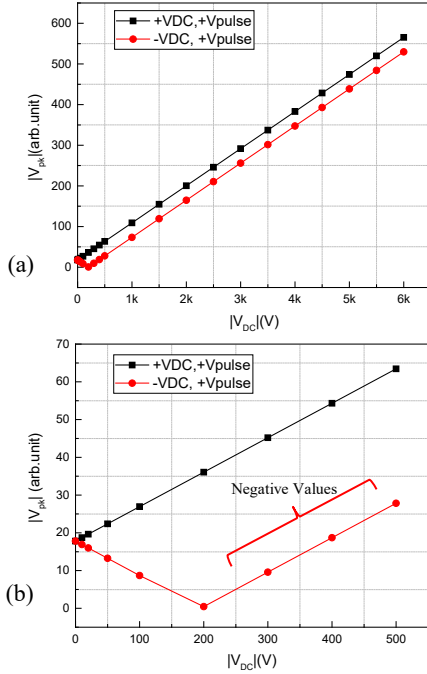 600
500
400
300
200
100
0
|Vpk|(arb.unit)
+VDC,+Vpulse
-VDC, +Vpulse
0 1k 2k 3k 4k 5k 6k
|VDC|(V)
(a)
70
60
50
40
30
20
10
0
|Vpk| (arb.unit)
+VDC,+Vpulse
-VDC, +Vpulse
Negative Values
0 100 200 300 400 500
|VDC|(V)
(b)